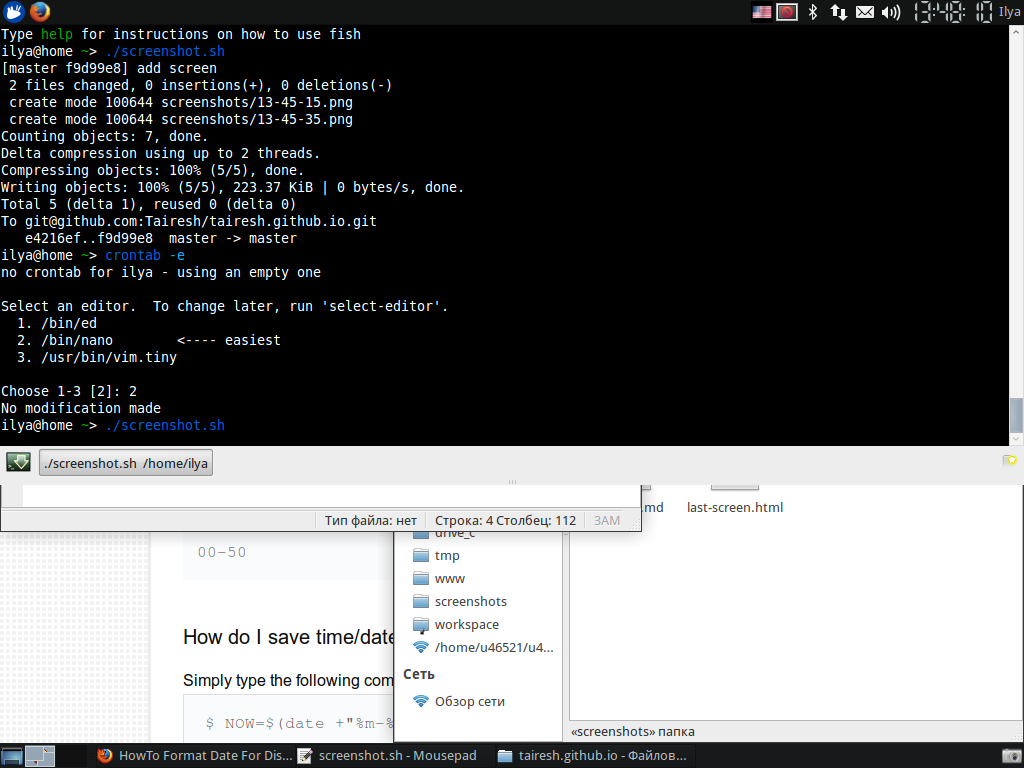 13:48:10 Ilya
Type help for instructions on how to use fish
ilya@home ~> ./screenshot.sh
[master f9d99e8] add screen
 2 files changed, 0 insertions(+), 0 deletions(-)
 create mode 100644 screenshots/13-45-15.png
 create mode 100644 screenshots/13-45-35.png
Counting objects: 7, done.
Delta compression using up to 2 threads.
Compressing objects: 100% (5/5), done.
Writing objects: 100% (5/5), 223.37 KiB | 0 bytes/s, done.
Total 5 (delta 1), reused 0 (delta 0)
To git@github.com:Tairesh/tairesh.github.io.git
   e4216ef..f9d99e8  master -> master
ilya@home ~> crontab -e
no crontab for ilya - using an empty one
Select an editor.  To change later, run 'select-editor'.
  1. /bin/ed
  2. /bin/nano        <---- easiest
  3. /usr/bin/vim.tiny
Choose 1-3 [2]: 2
No modification made
ilya@home ~> ./screenshot.sh
./screenshot.sh /home/ilya
.md last-screen.html
Тип файла: нет Строка: 4 Столбец: 112 ЗАМ
drive_c
00-50
tmp
www
screenshots
workspace
How do I save time/date
/home/u46521/u4...
Сеть
Simply type the following com
Обзор сети
$ NOW=$(date +"%m-%
«screenshots» папка
HowTo Format Date For Dis... screenshot.sh - Mousepad tairesh.github.io - Файлов...